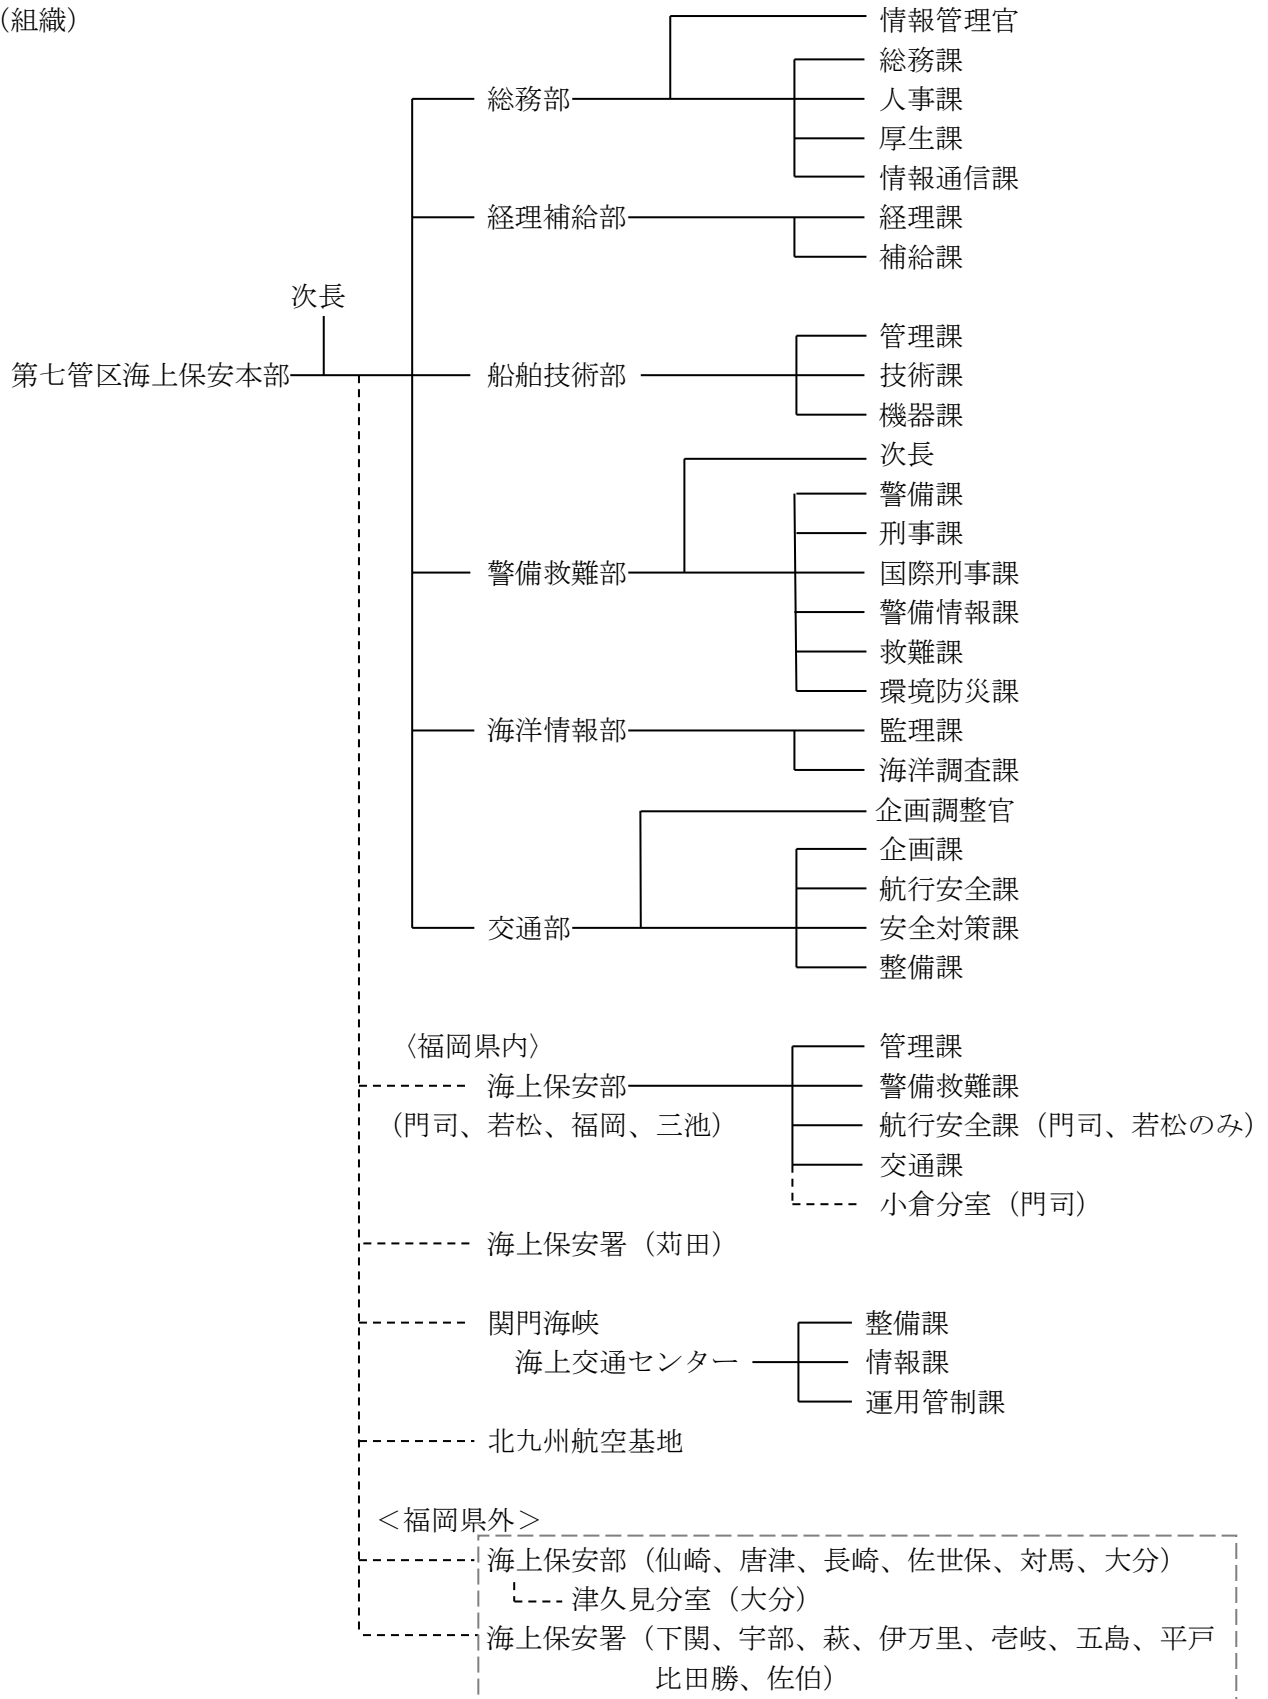 （組織）
情報管理官
総務課
総務部
人事課
厚生課
情報通信課
経理補給部
経理課
補給課
次長
管理課
第七管区海上保安本部
船舶技術部
技術課
機器課
次長
警備課
刑事課
警備救難部
国際刑事課
警備情報課
救難課
環境防災課
海洋情報部
監理課
海洋調査課
企画調整官
企画課
航行安全課
交通部
安全対策課
整備課
〈福岡県内〉
管理課
海上保安部
警備救難課
（門司、若松、福岡、三池）
航行安全課（門司、若松のみ）
交通課
小倉分室（門司）
海上保安署（苅田）
関門海峡
整備課
海上交通センター
情報課
運用管制課
北九州航空基地
＜福岡県外＞
海上保安部（仙崎、唐津、長崎、佐世保、対馬、大分）
津久見分室（大分）
海上保安署（下関、宇部、萩、伊万里、壱岐、五島、平戸
比田勝、佐伯）